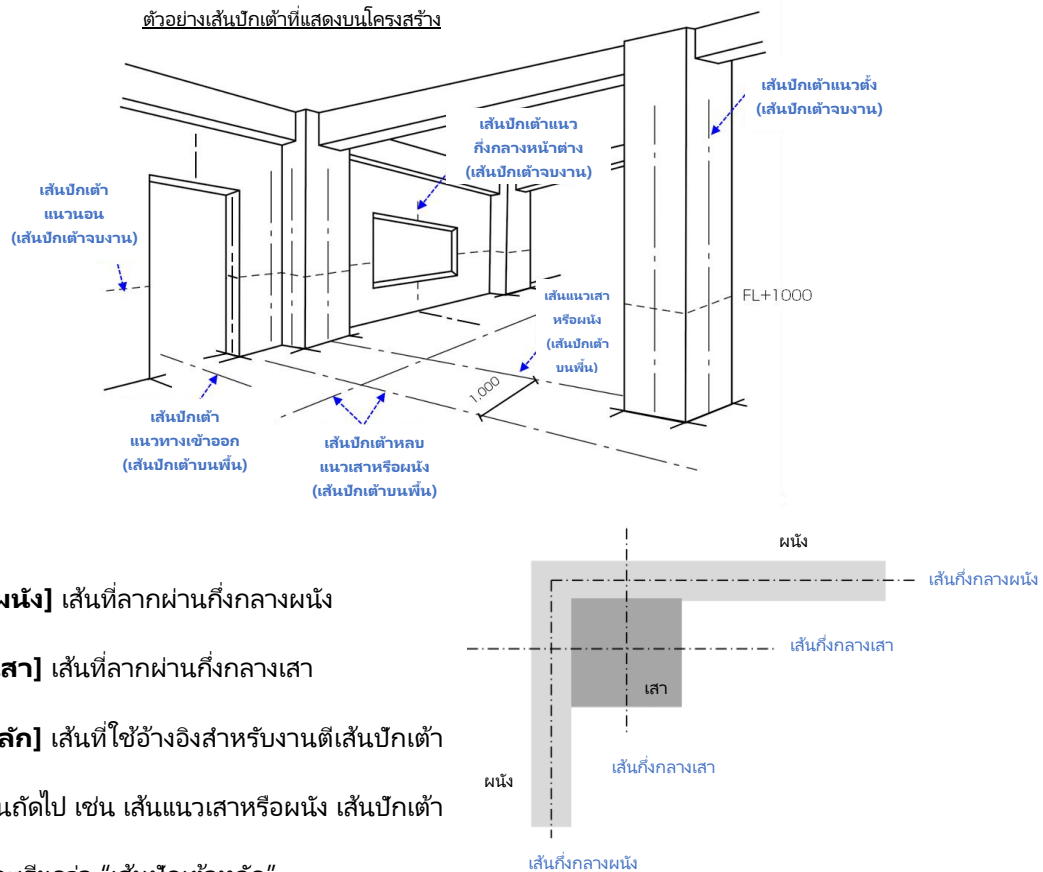 ตัวอย่างเส้นปักเต้าที่แสดงบนโครงสร้าง
เส้นปักเต้าแนวตั้ง
(เส้นปักเต้าจบงาน)
เส้นปักเต้าแนว
กึ่งกลางหน้าต่าง
(เส้นปักเต้าจบงาน)
เส้นปักเต้า
แนวนอน
(เส้นปักเต้าจบงาน)
เส้นแนวเสา
หรือผนัง
(เส้นปักเต้า
บนพื้น)
FL+1000
1.000
เส้นปักเต้า
แนวทางเข้าออก
(เส้นปักเต้าบนพื้น)
เส้นปักเต้าหลบ
แนวเสาหรือผนัง
(เส้นปักเต้าบนพื้น)
ผนัง
เส้นกึ่งกลางผนัง
เส้นกึ่งกลางเสา
เสา
เส้นกึ่งกลางเสา
ผนัง
เส้นกึ่งกลางผนัง
ผนัง] เส้นที่ลากผ่านกึ่งกลางผนัง
สา] เส้นที่ลากผ่านกึ่งกลางเสา
ลัก] เส้นที่ใช้อ้างอิงสำหรับงานตีเส้นปักเต้า
นถัดไป เช่น เส้นแนวเสาหรือผนัง เส้นปักเต้า